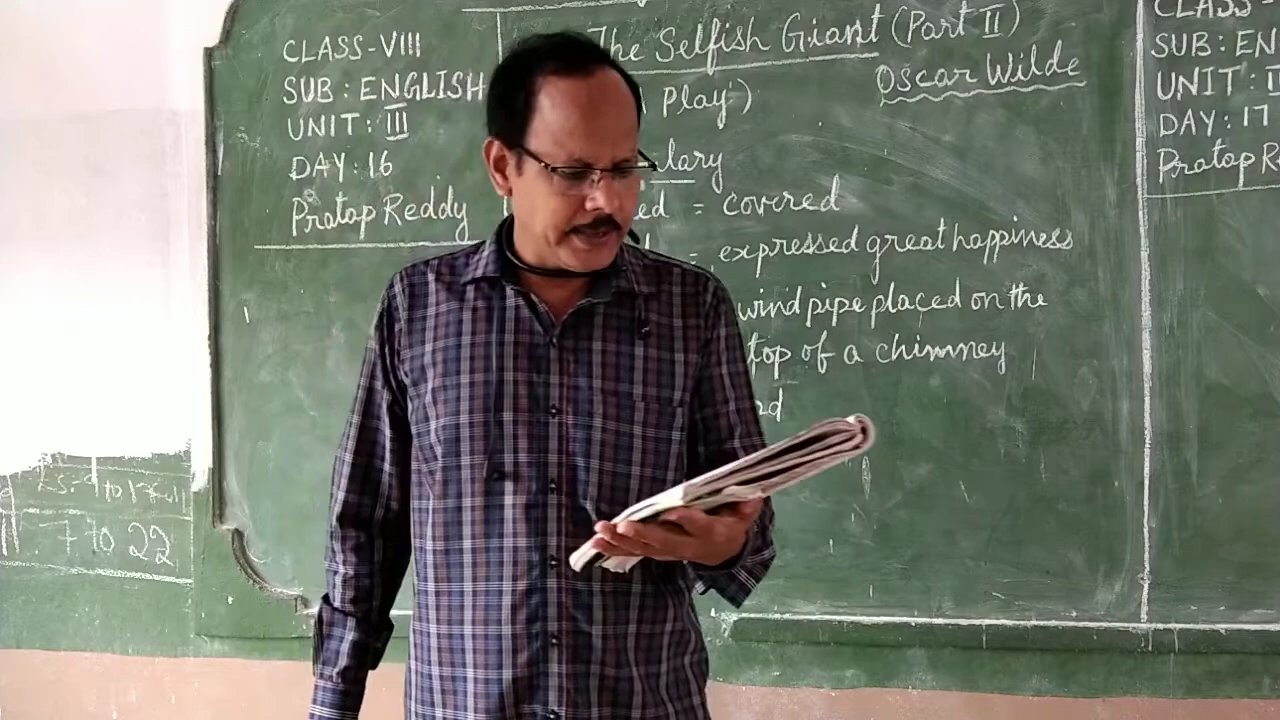 CLASS-VIII
SUB : ENGLISH
UNIT : III
DAY : 16
Pratap Reddy
The Selfish Giant (Part II)
Oscar Wilde
Play)
lary
ed = covered
= expressed great happiness
wind pipe placed on the
top of a chimney
CLASS-
SUB : EN
UNIT : I
DAY : 17
Pratap R
22